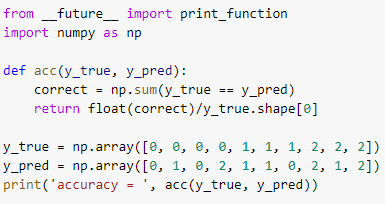 from __future__ import print_function
import numpy as np

def acc(y_true, y_pred):
    correct = np.sum(y_true == y_pred)
    return float(correct)/y_true.shape[0]

y_true = np.array([0, 0, 0, 0, 1, 1, 1, 2, 2, 2])
y_pred = np.array([0, 1, 0, 2, 1, 1, 0, 2, 1, 2])
print('accuracy = ', acc(y_true, y_pred))